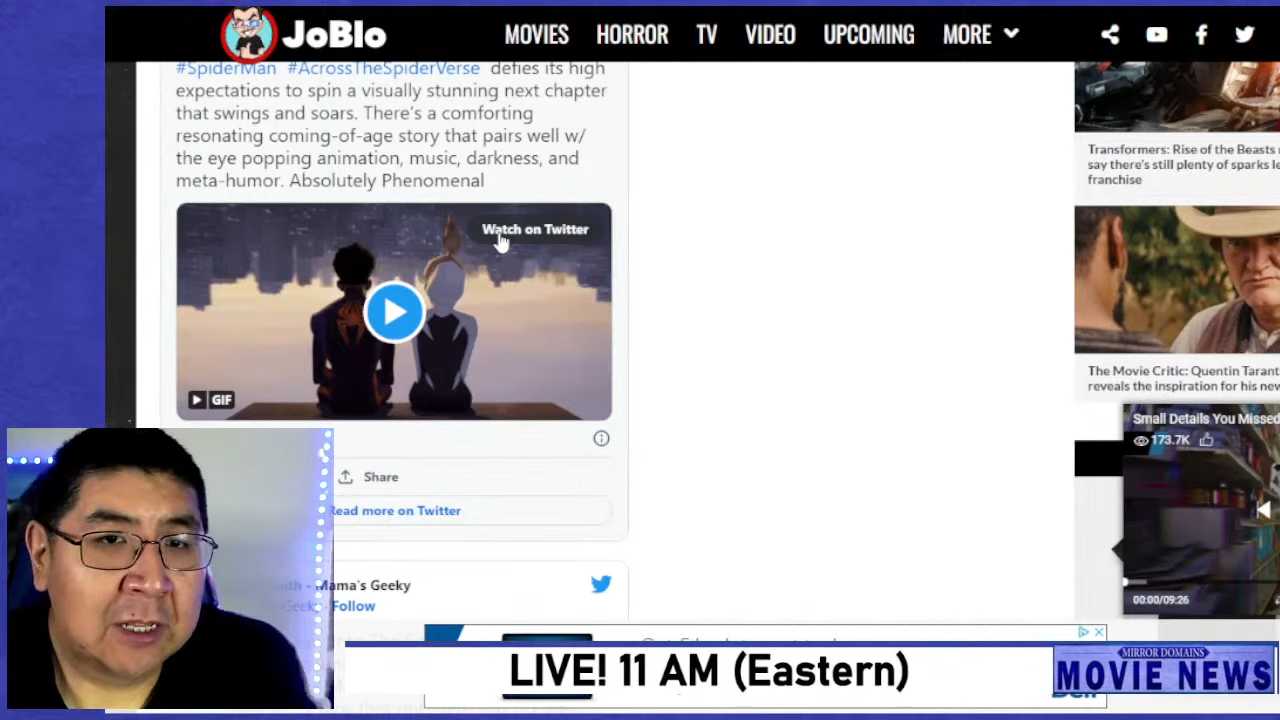 JoBlo
MOVIES HORROR TV VIDEO UPCOMING MORE
#SpiderMan #AcrossTheSpiderVerse defies its high
expectations to spin a visually stunning next chapter
that swings and soars. There's a comforting
resonating coming-of-age story that pairs well w/
the eye popping animation, music, darkness, and
meta-humor. Absolutely Phenomenal
Watch on Twitter
GIF
Share
Read more on Twitter
- Mama's Geeky
Follow
Transformers: Rise of the Beasts
say there's still plenty of sparks
franchise
The Movie Critic: Quentin
reveals the inspiration for his
Small Details You Missed
173.7K
00:00/09:26
LIVE! 11 AM (Eastern)
MIRROR DOMAINS
MOVIE NEWS